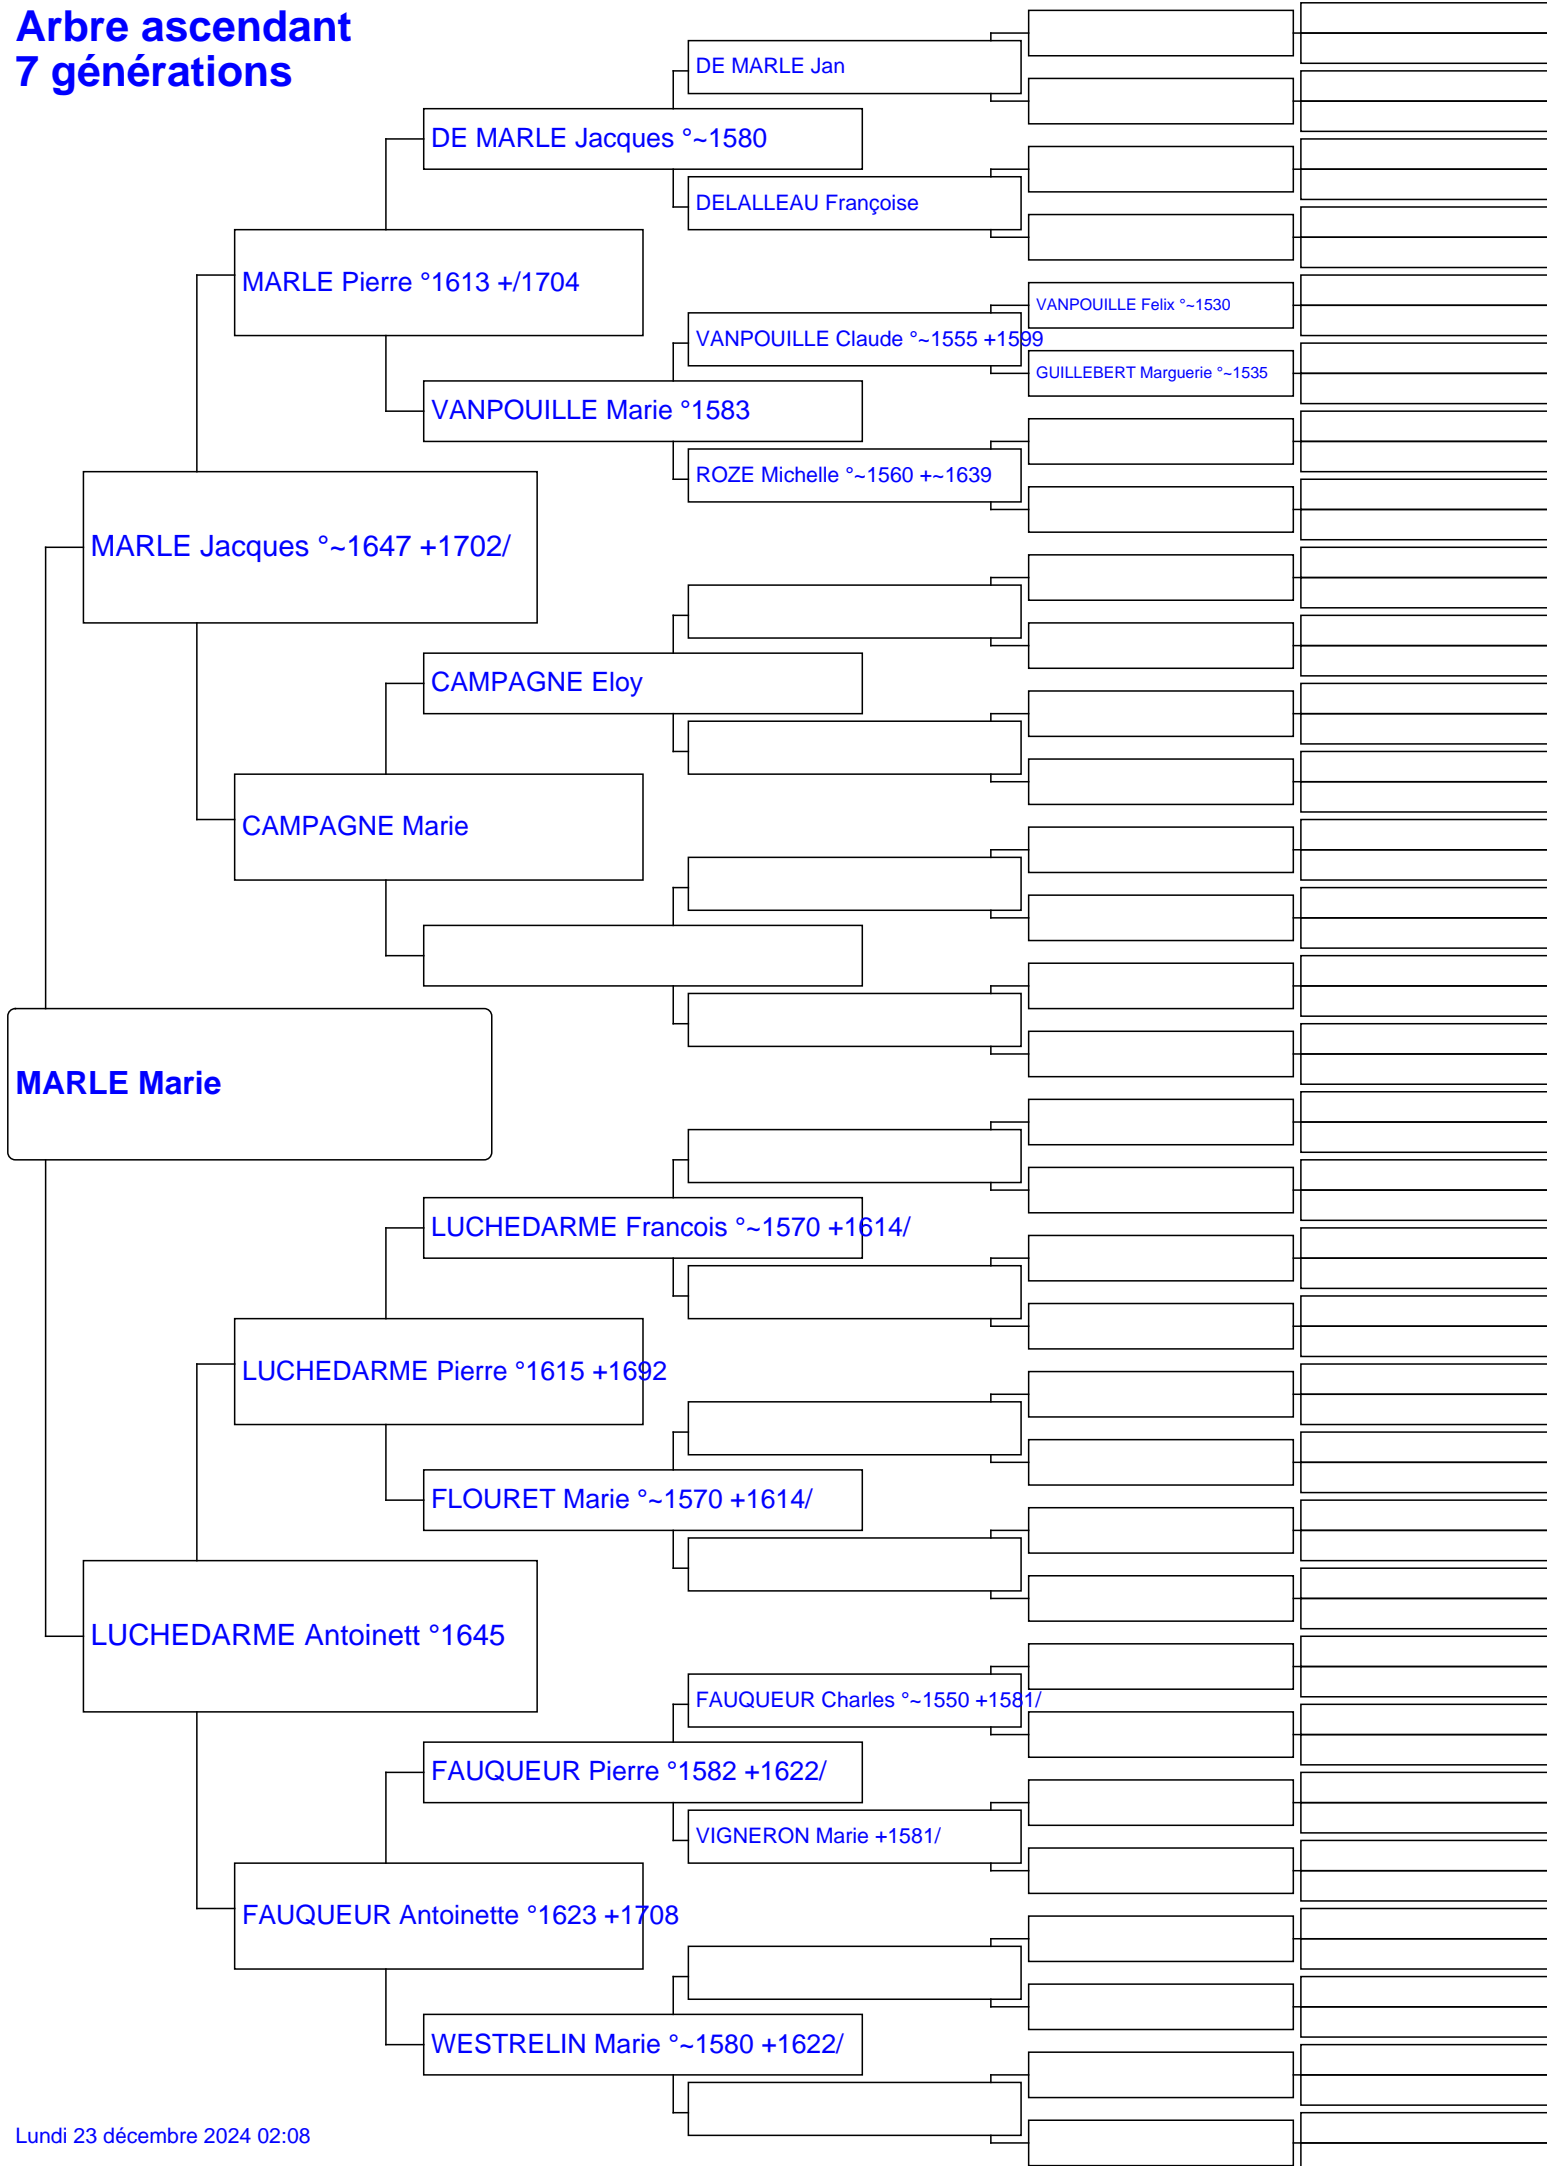 Arbre ascendant
7 générations
DE MARLE Jan
DE MARLE Jacques °~1580
DELALLEAU Françoise
MARLE Pierre °1613 +/1704
VANPOUILLE Felix °~1530
VANPOUILLE Claude °~1555 +1599
GUILLEBERT Marguerie °~1535
VANPOUILLE Marie °1583
ROZE Michelle °~1560 +~1639
MARLE Jacques °~1647 +1702/
CAMPAGNE Eloy
CAMPAGNE Marie
MARLE Marie
LUCHEDARME Francois °~1570 +1614/
LUCHEDARME Pierre °1615 +1692
FLOURET Marie °~1570 +1614/
LUCHEDARME Antoinett °1645
FAUQUEUR Charles °~1550 +1581/
FAUQUEUR Pierre °1582 +1622/
VIGNERON Marie +1581/
FAUQUEUR Antoinette °1623 +1708
WESTRELIN Marie °~1580 +1622/
Lundi 23 décembre 2024 02:08